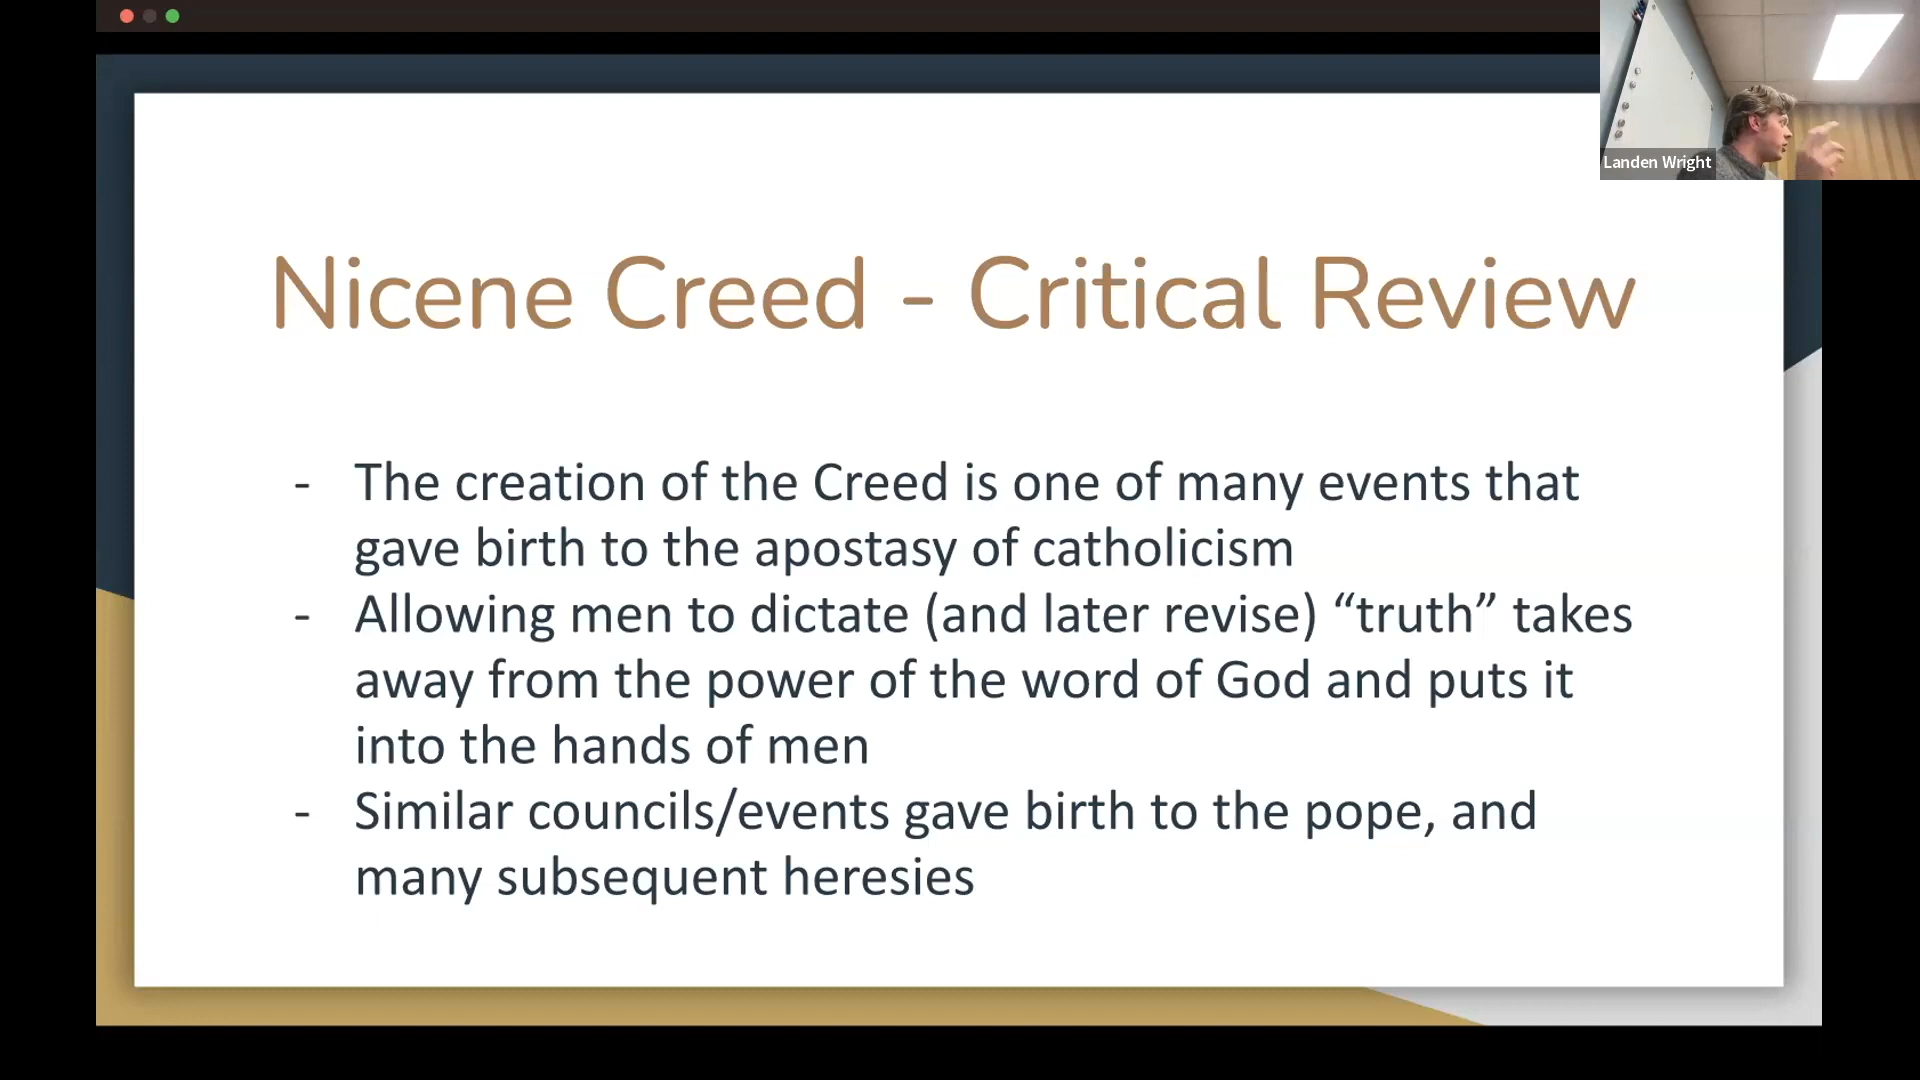 Landen Wright
Nicene Creed - Critical Review
- The creation of the Creed is one of many events that
gave birth to the apostasy of catholicism
- Allowing men to dictate (and later revise) “truth” takes
away from the power of the word of God and puts it
into the hands of men
- Similar councils/events gave birth to the pope, and
many subsequent heresies